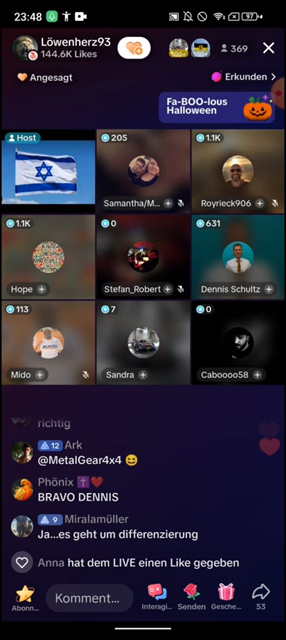 23:48
97
Löwenherz93
144.6K Likes
100+
100+
369
Angesagt
Erkunden >
Fa-BOO-lous
Halloween
Host
205
1.1K
Samantha/M...
Royrieck906
1.1K
0
631
Hope
Stefan_Robert
Dennis Schultz
113
7
0
Mido
Sandra
Caboooo58
richtig
12 Ark
@MetalGear4x4 😆
Phönix ✝️❤️
BRAVO DENNIS
9 Miralamüller
Ja...es geht um differenzierung
Anna hat dem LIVE einen Like gegeben
Komment...
Abonn...
Interagi...
Senden
Gesche...
53